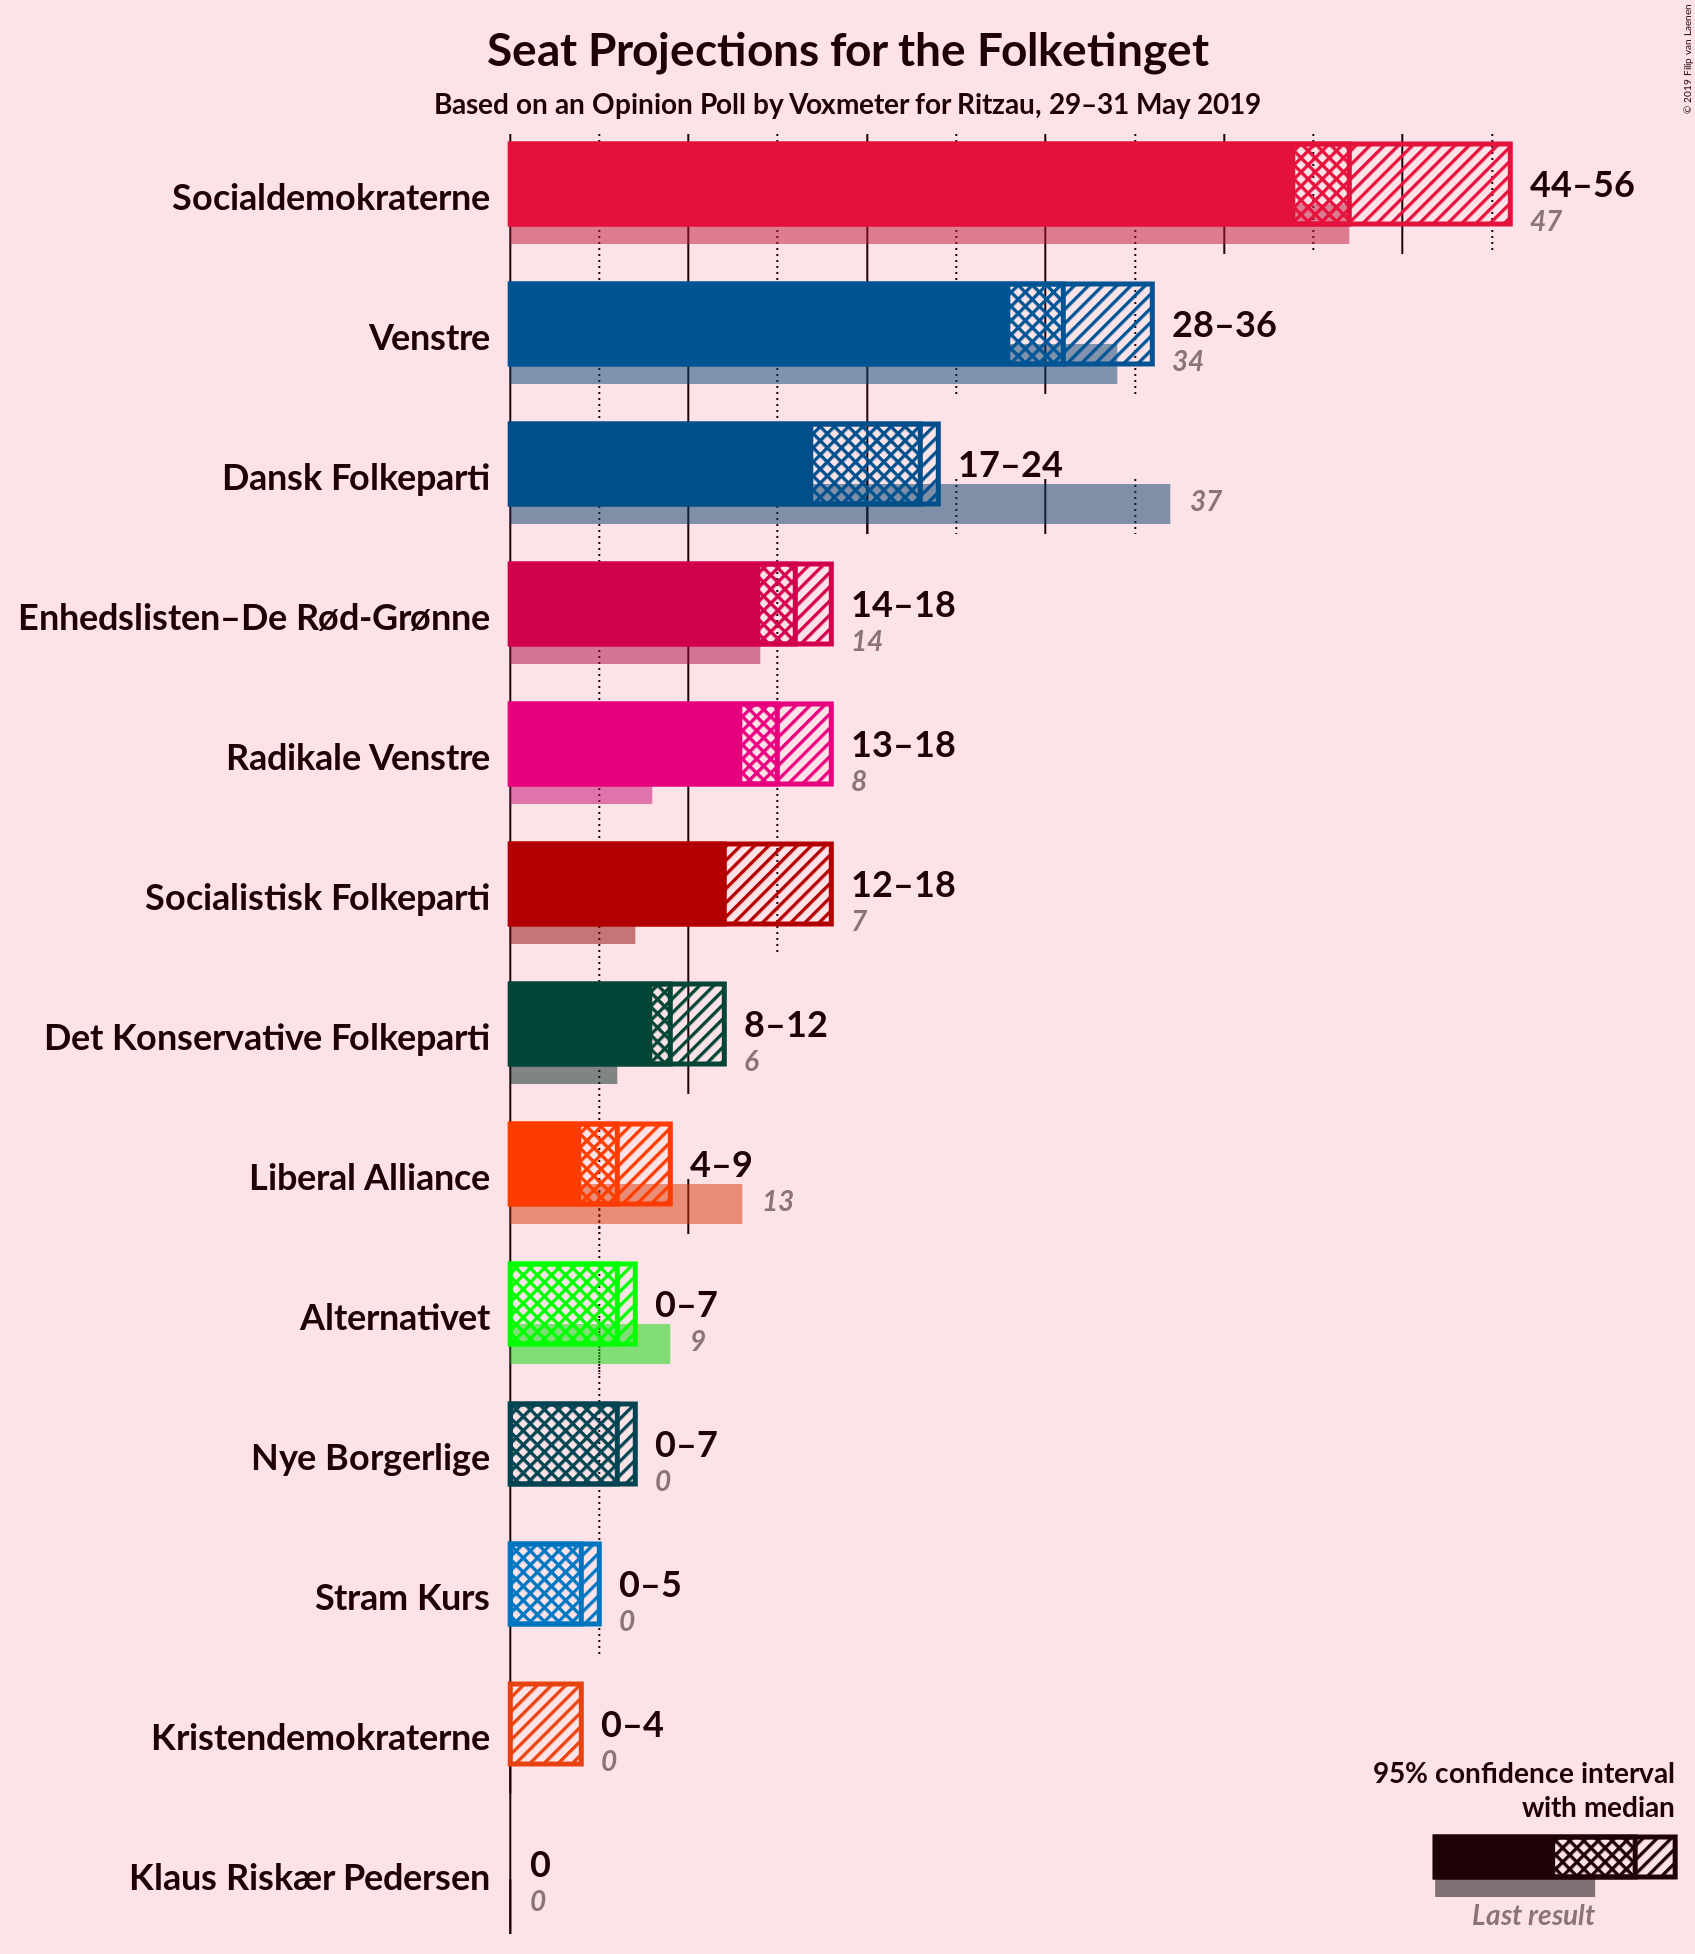 Seat Projections for the Folketinget
Based on an Opinion Poll by Voxmeter for Ritzau, 29–31 May 2019
© 2019 Filip van Laenen
Socialdemokraterne
44–56
47
Venstre
28–36
34
Dansk Folkeparti
17–24
37
Enhedslisten–De Rød-Grønne
14–18
14
Radikale Venstre
13–18
8
Socialistisk Folkeparti
12–18
7
Det Konservative Folkeparti
8–12
6
Liberal Alliance
4–9
13
Alternativet
0–7
9
Nye Borgerlige
0–7
0
Stram Kurs
0–5
0
Kristendemokraterne
0–4
0
Klaus Riskær Pedersen
0
0
95% confidence interval
with median
Last result